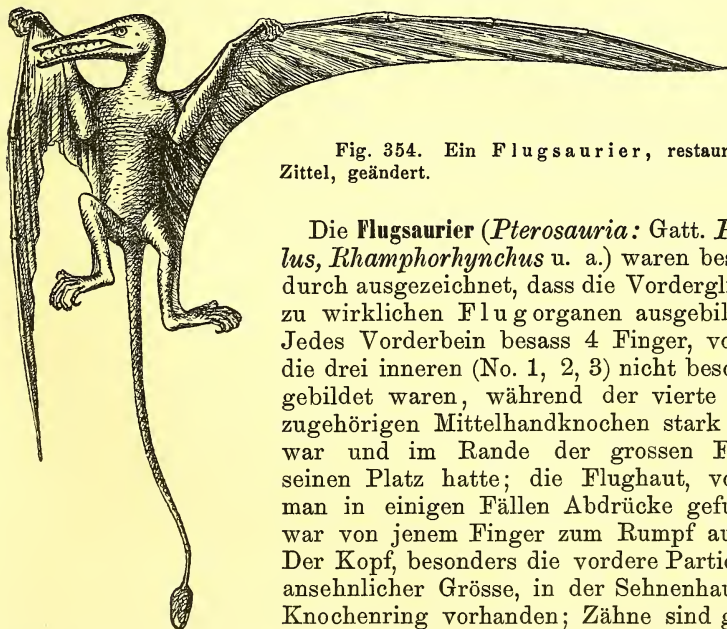 Fig. 354. Ein Flugsaurier, restaur
Zittel, geändert.
Die Flugsaurier (Pterosauria: Gatt.
lus, Rhamphorhynchus u. a.) waren bes
durch ausgezeichnet, dass die Vordergli
zu wirklichen Flugorganen ausgebil
Jedes Vorderbein besass 4 Finger, vo
die drei inneren (No. 1, 2, 3) nicht beso
gebildet waren, während der vierte
zugehörigen Mittelhandknochen stark
war und im Rande der grossen F
seinen Platz hatte; die Flughaut, vo
man in einigen Fällen Abdrücke gefu
war von jenem Finger zum Rumpf au
Der Kopf, besonders die vordere Partie
ansehnlicher Grösse, in der Sehnenhau
Knochenring vorhanden; Zähne sind g